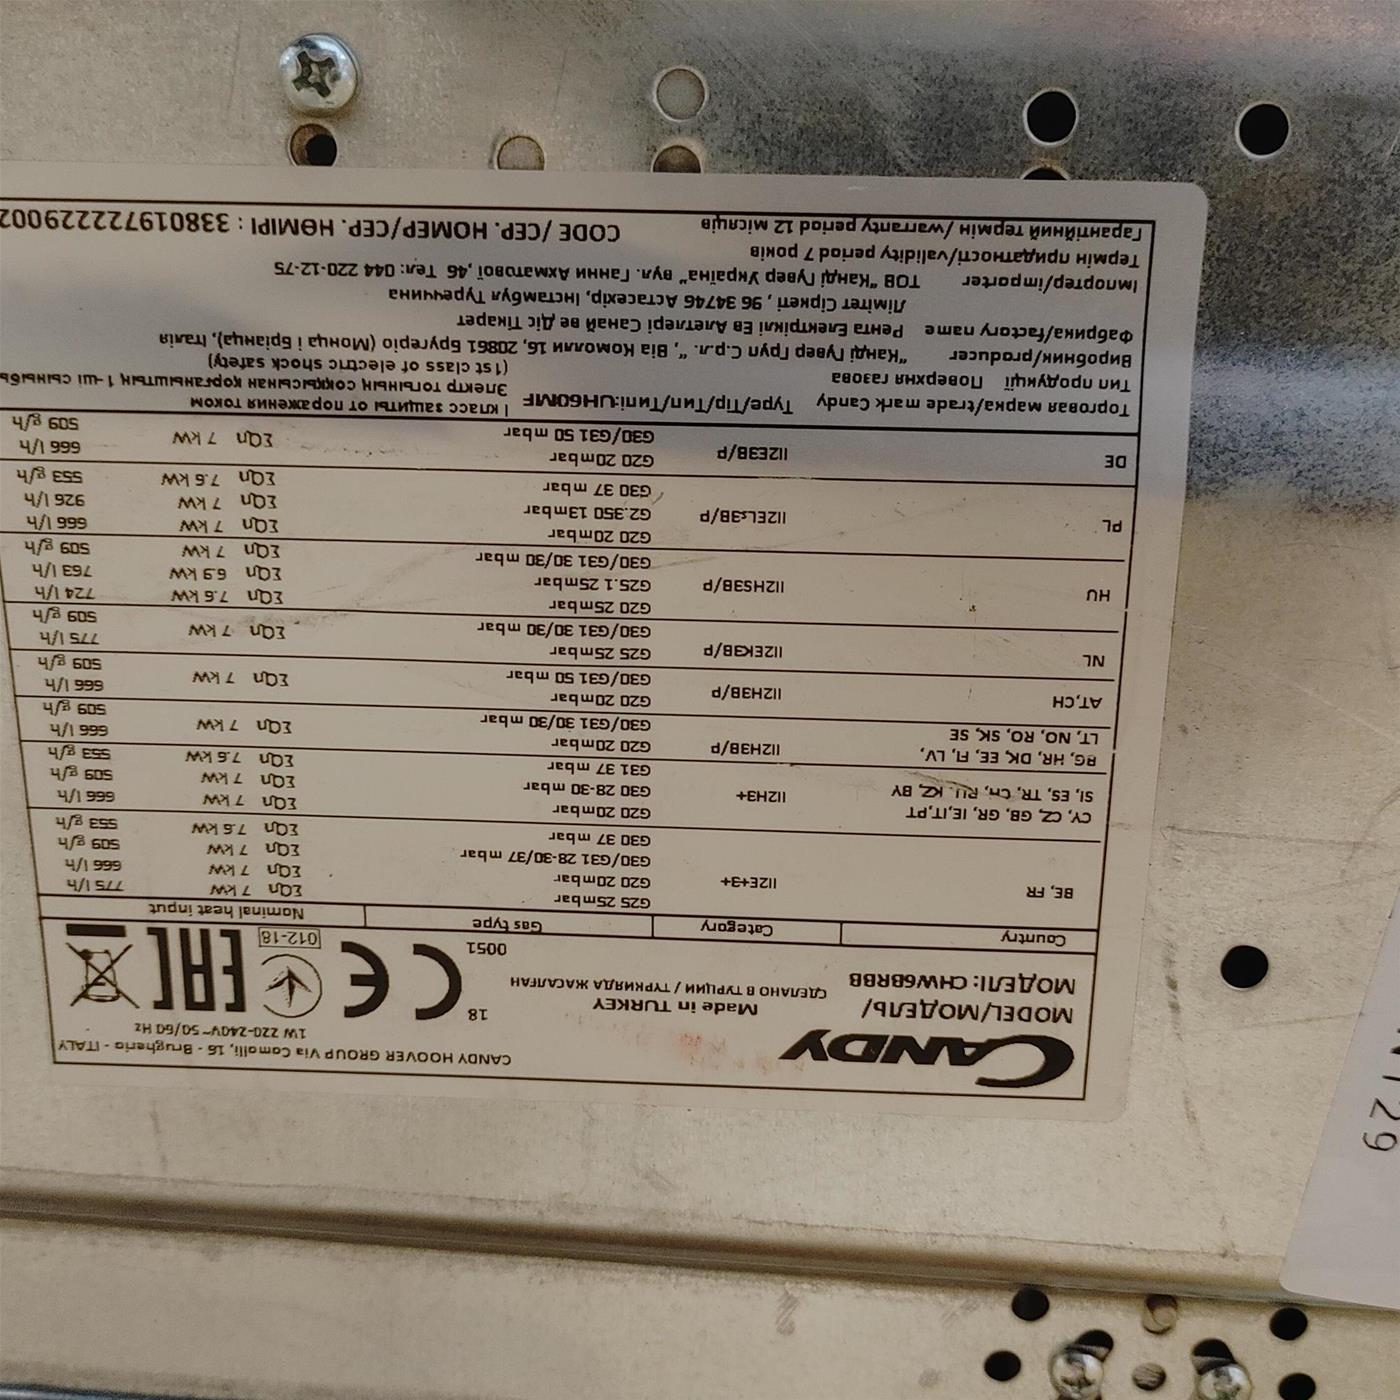 CANDY
CANDY HOOVER GROUP Via Comolli, 16 - Brugherio - ITALY
1W 220-240V~50/60 Hz
MODEL/МОДЕЛЬ/
МОДЕЛІ: CHW6BRBB
Made in TURKEY
СДЕЛАНО В ТУРЦИИ / ТҮРКИЯДА ЖАСАЛҒАН
18
CE
0051
012-18
EAC
Country Category Gas type Nominal heat input
BE, FR II2E+3+
G25 25mbar ΣQn 7 kW 775 l/h
G20 20mbar ΣQn 7 kW 666 l/h
G30/G31 28-30/37 mbar ΣQn 7 kW 509 g/h
G30 37 mbar ΣQn 7.6 kW 553 g/h
CY, CZ, GB, GR, IE,IT,PT
SI, ES, TR, CH, RU, KZ, BY II2H3+
G20 20mbar ΣQn 7 kW 666 l/h
G30 28-30 mbar ΣQn 7 kW 509 g/h
G31 37 mbar ΣQn 7.6 kW 553 g/h
BG, HR, DK, EE, FI, LV,
LT, NO, RO, SK, SE II2H3B/P
G20 20mbar ΣQn 7 kW 666 l/h
G30/G31 30/30 mbar 509 g/h
AT,CH II2H3B/P
G20 20mbar ΣQn 7 kW 666 l/h
G30/G31 50 mbar 509 g/h
NL II2EK3B/P
G25 25mbar ΣQn 7 kW 775 l/h
G30/G31 30/30 mbar 509 g/h
HU II2HS3B/P
G20 25mbar ΣQn 7.6 kW 724 l/h
G25.1 25mbar ΣQn 6.9 kW 763 l/h
G30/G31 30/30 mbar ΣQn 7 kW 509 g/h
PL II2ELs3B/P
G20 20mbar ΣQn 7 kW 666 l/h
G2.350 13mbar ΣQn 7 kW 926 l/h
G30 37 mbar ΣQn 7.6 kW 553 g/h
DE II2E3B/P
G20 20mbar ΣQn 7 kW 666 l/h
G30/G31 50 mbar 509 g/h
Торговая марка/trade mark Candy Type/Tip/Тип/Типі:UH60MF I класс защиты от поражения током
Электр тоғының соққысынан қорғаныштың 1-ші сыныбы
(1st class of electric shock safety)
Тип продукції Поверхня газова
Виробник/producer "Канді Гувер Груп С.р.л. ", Віа Комолли 16, 20861 Бругеріо (Монца і Бріанца), Італія
Фабрика/factory name Рента Електріклі Ев Алетлері Санай ве Діс Тікарет
Лімітет Сіркеті , 96 34746 Астасехір, Інстамбул Туреччина
Імпортер/importer ТОВ "Канді Гувер Україна" вул. Ганни Ахматової ,46 Тел: 044 220-12-75
Термін придатності/validity period 7 років
Гарантійний термін /warranty period 12 місяців
CODE /СЕР. НОМЕР/СЕР. НӨМІРІ : 338019722229002
129